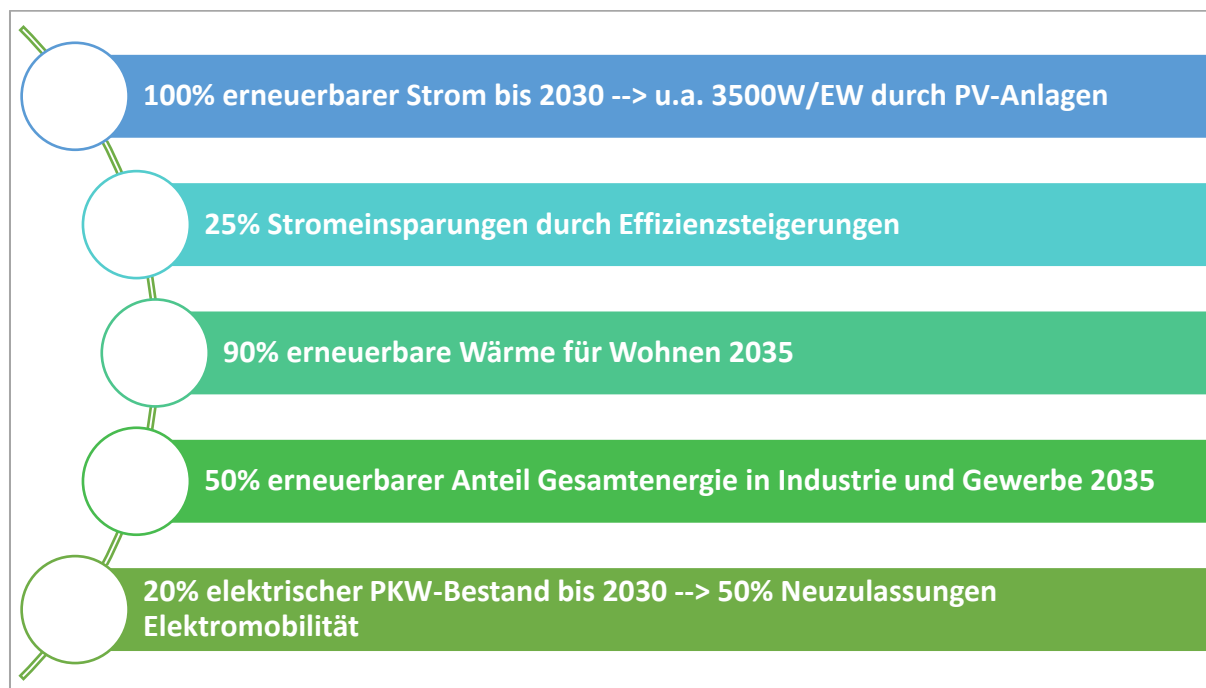 100% erneuerbarer Strom bis 2030 --> u.a. 3500W/EW durch PV-Anlagen
25% Stromeinsparungen durch Effizienzsteigerungen
90% erneuerbare Wärme für Wohnen 2035
50% erneuerbarer Anteil Gesamtenergie in Industrie und Gewerbe 2035
20% elektrischer PKW-Bestand bis 2030 --> 50% Neuzulassungen
Elektromobilität